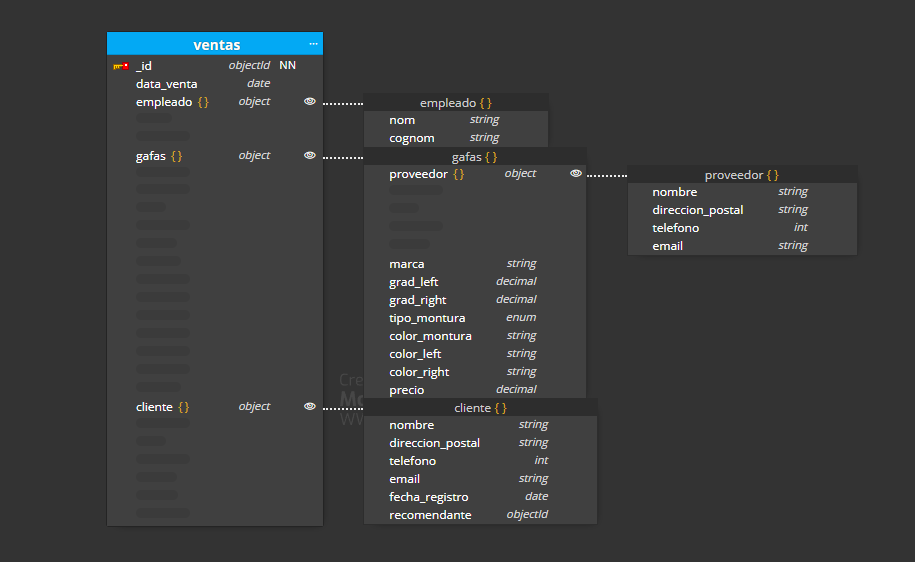 ventas ...
_id objectId NN
data_venta date
empleado { } object
gafas { } object
cliente { } object
empleado { }
nom string
cognom string
gafas { }
proveedor { } object
marca string
grad_left decimal
grad_right decimal
tipo_montura enum
color_montura string
color_left string
color_right string
precio decimal
proveedor { }
nombre string
direccion_postal string
telefono int
email string
cliente { }
nombre string
direccion_postal string
telefono int
email string
fecha_registro date
recomendante objectId